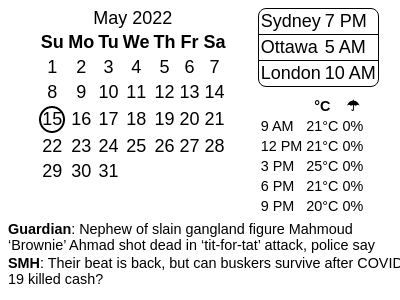 May 2022
Su Mo Tu We Th Fr Sa
1 2 3 4 5 6 7
8 9 10 11 12 13 14
15 16 17 18 19 20 21
22 23 24 25 26 27 28
29 30 31
Sydney 7 PM
Ottawa 5 AM
London 10 AM
°C ☂
9 AM 21°C 0%
12 PM 21°C 0%
3 PM 25°C 0%
6 PM 21°C 0%
9 PM 20°C 0%
Guardian: Nephew of slain gangland figure Mahmoud
‘Brownie’ Ahmad shot dead in ‘tit-for-tat’ attack, police say
SMH: Their beat is back, but can buskers survive after COVID
19 killed cash?